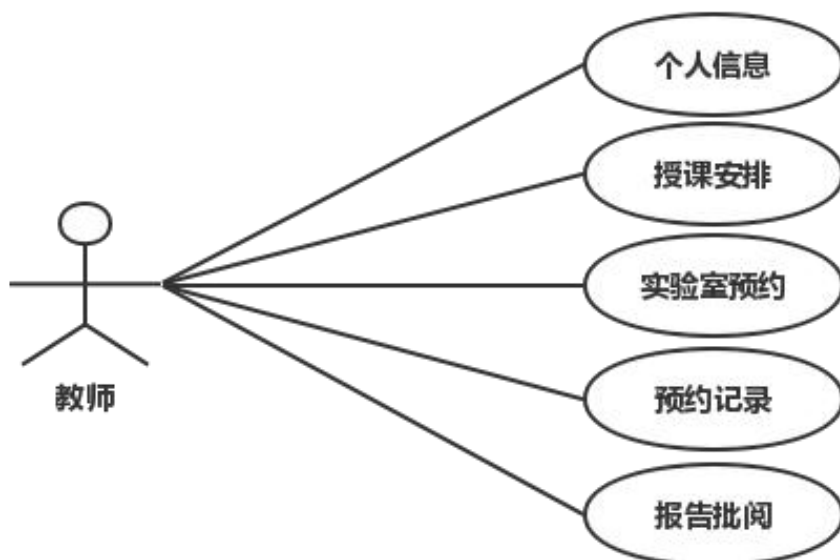 个人信息
授课安排
实验室预约
教师
预约记录
报告批阅